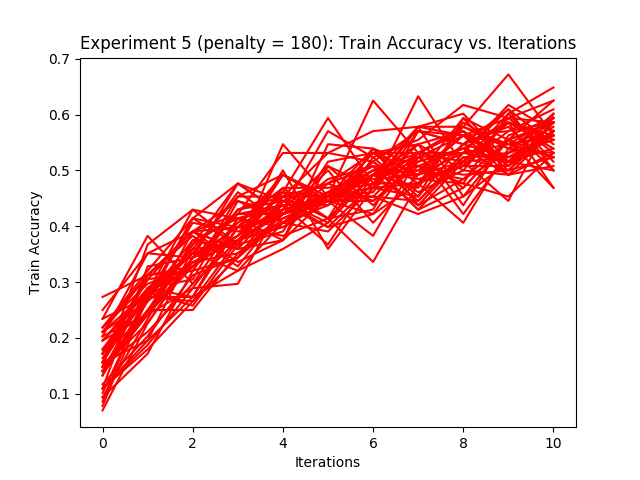 Experiment 5 (penalty = 180): Train Accuracy vs. Iterations
0.7
0.6
0.5
0.4
0.3
0.2
0.1
Train Accuracy
0 2 4 6 8 10
Iterations